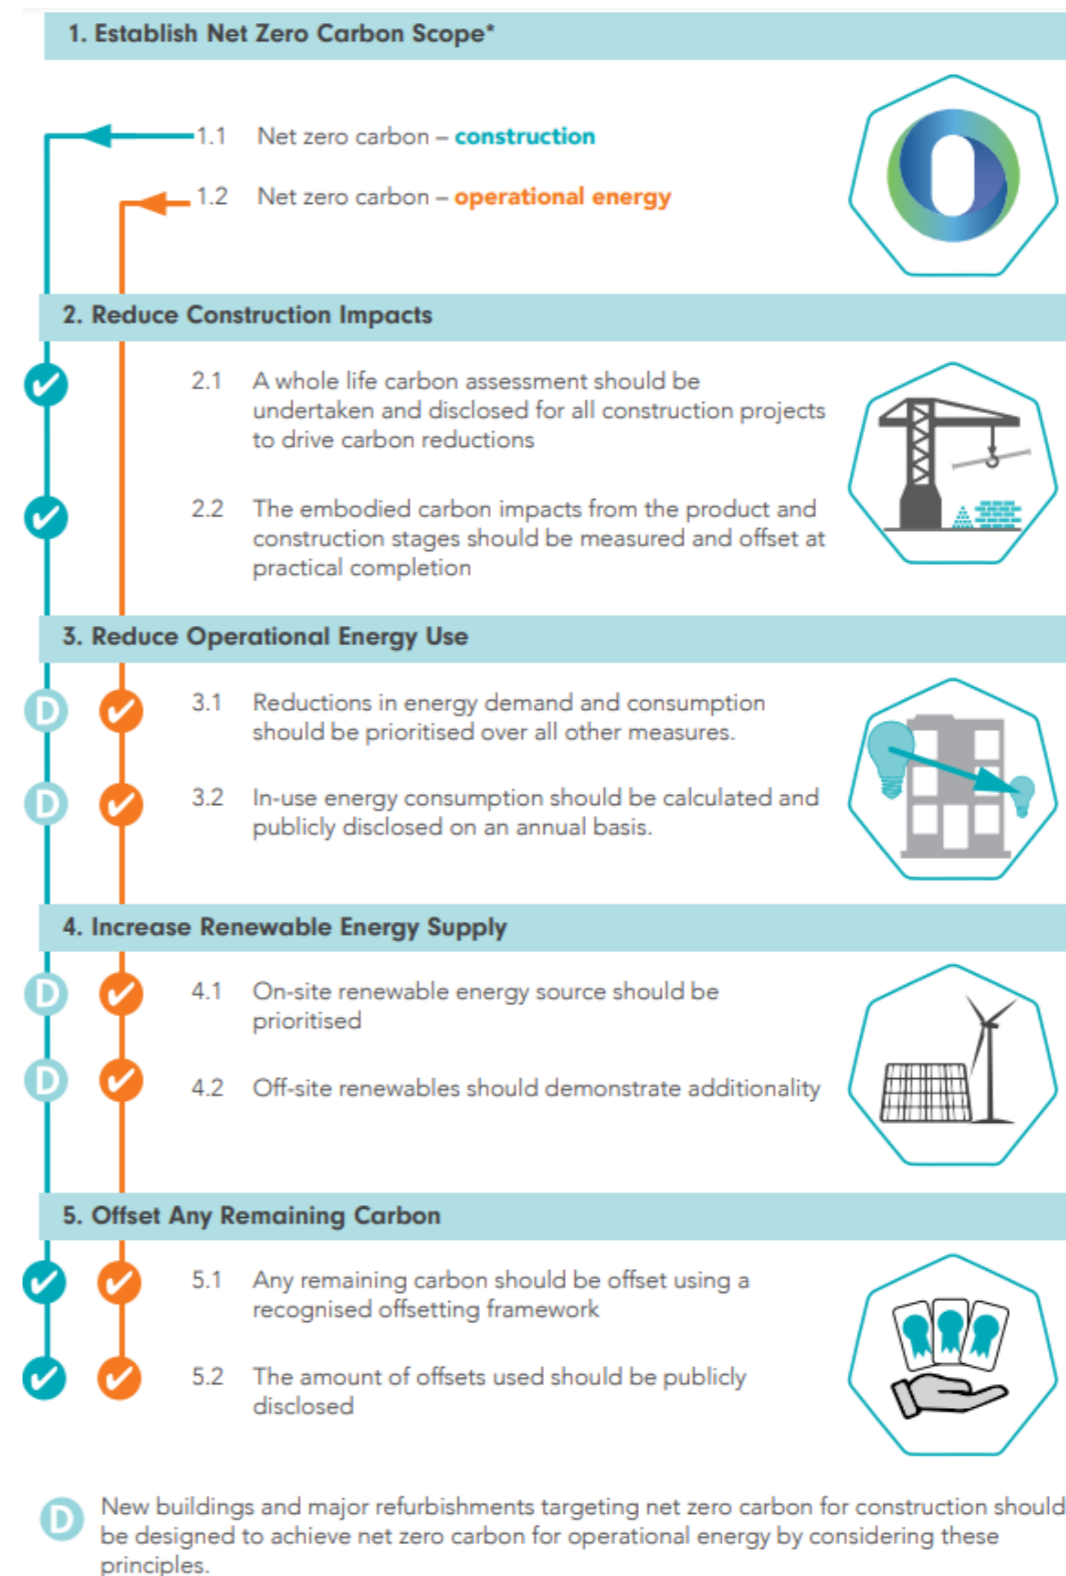 1. Establish Net Zero Carbon Scope*
1.1 Net zero carbon – construction
1.2 Net zero carbon – operational energy
2. Reduce Construction Impacts
2.1 A whole life carbon assessment should be
undertaken and disclosed for all construction projects
to drive carbon reductions
2.2 The embodied carbon impacts from the product and
construction stages should be measured and offset at
practical completion
3. Reduce Operational Energy Use
D
3.1 Reductions in energy demand and consumption
should be prioritised over all other measures.
D
3.2 In-use energy consumption should be calculated and
publicly disclosed on an annual basis.
4. Increase Renewable Energy Supply
D
4.1 On-site renewable energy source should be
prioritised
D
4.2 Off-site renewables should demonstrate additionality
5. Offset Any Remaining Carbon
5.1 Any remaining carbon should be offset using a
recognised offsetting framework
5.2 The amount of offsets used should be publicly
disclosed
D New buildings and major refurbishments targeting net zero carbon for construction should
be designed to achieve net zero carbon for operational energy by considering these
principles.